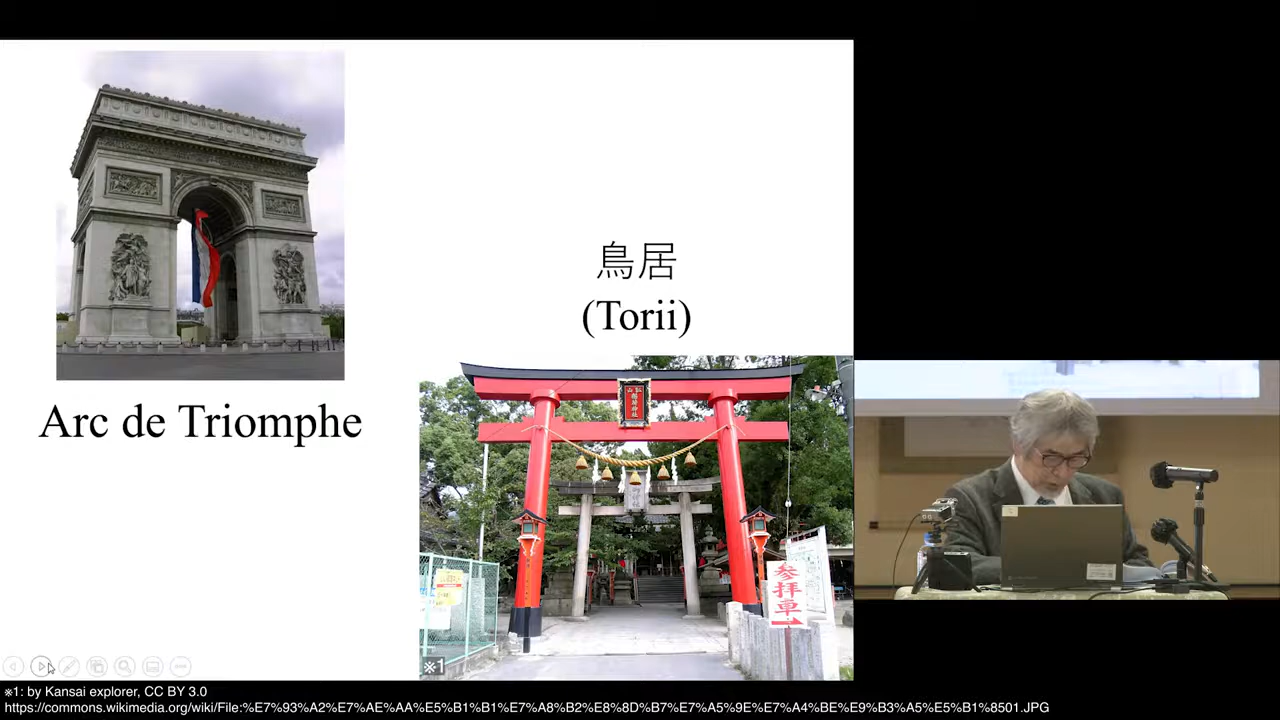 Arc de Triomphe
鳥居
(Torii)
参拝車
※1
※1: by Kansai explorer, CC BY 3.0
https://commons.wikimedia.org/wiki/File:%E7%93%A2%E7%AE%AA%E5%B1%B1%E7%A8%B2%E8%8D%B7%E7%A5%9E%E7%A4%BE%E9%B3%A5%E5%B1%8501.JPG